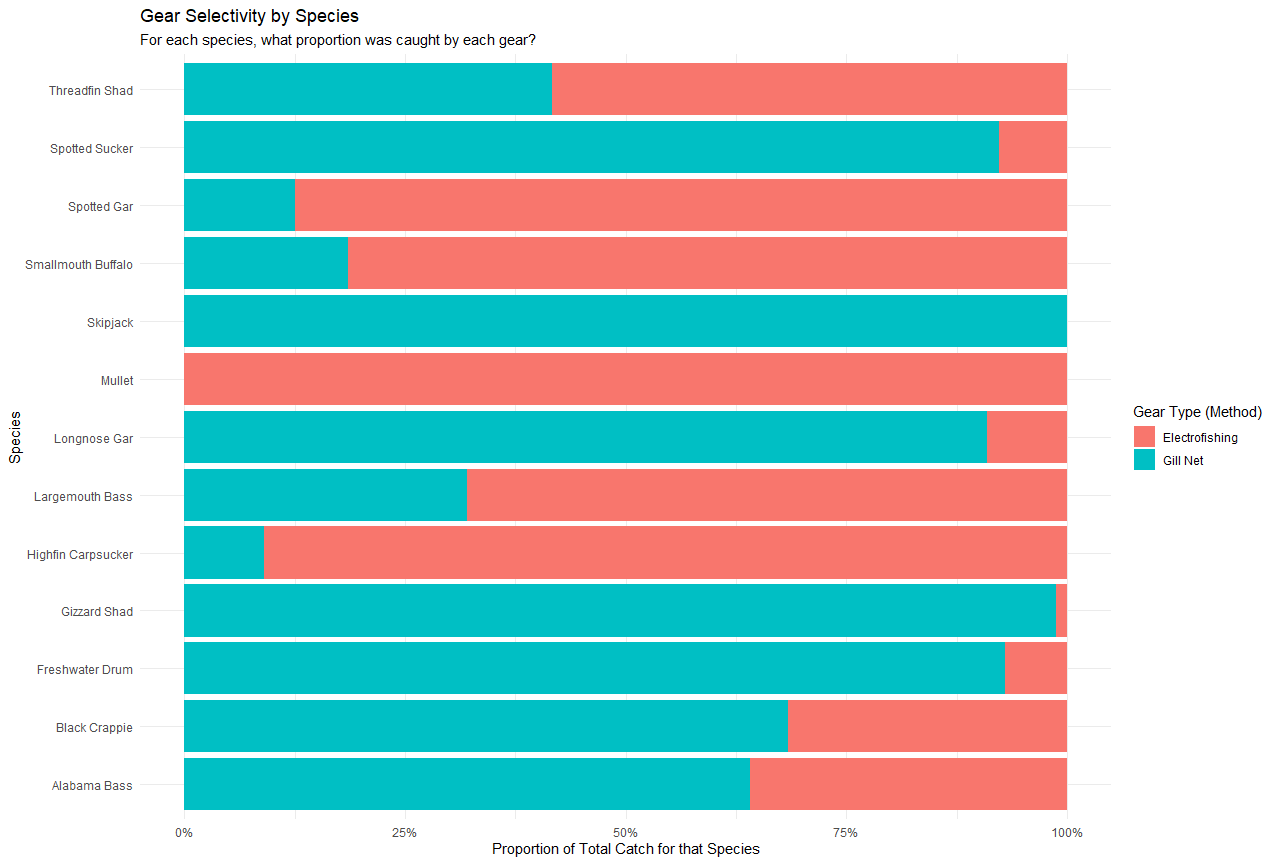 Gear Selectivity by Species
For each species, what proportion was caught by each gear?
Species
Threadfin Shad
Spotted Sucker
Spotted Gar
Smallmouth Buffalo
Skipjack
Mullet
Longnose Gar
Largemouth Bass
Highfin Carpsucker
Gizzard Shad
Freshwater Drum
Black Crappie
Alabama Bass
0% 25% 50% 75% 100%
Proportion of Total Catch for that Species
Gear Type (Method)
Electrofishing
Gill Net